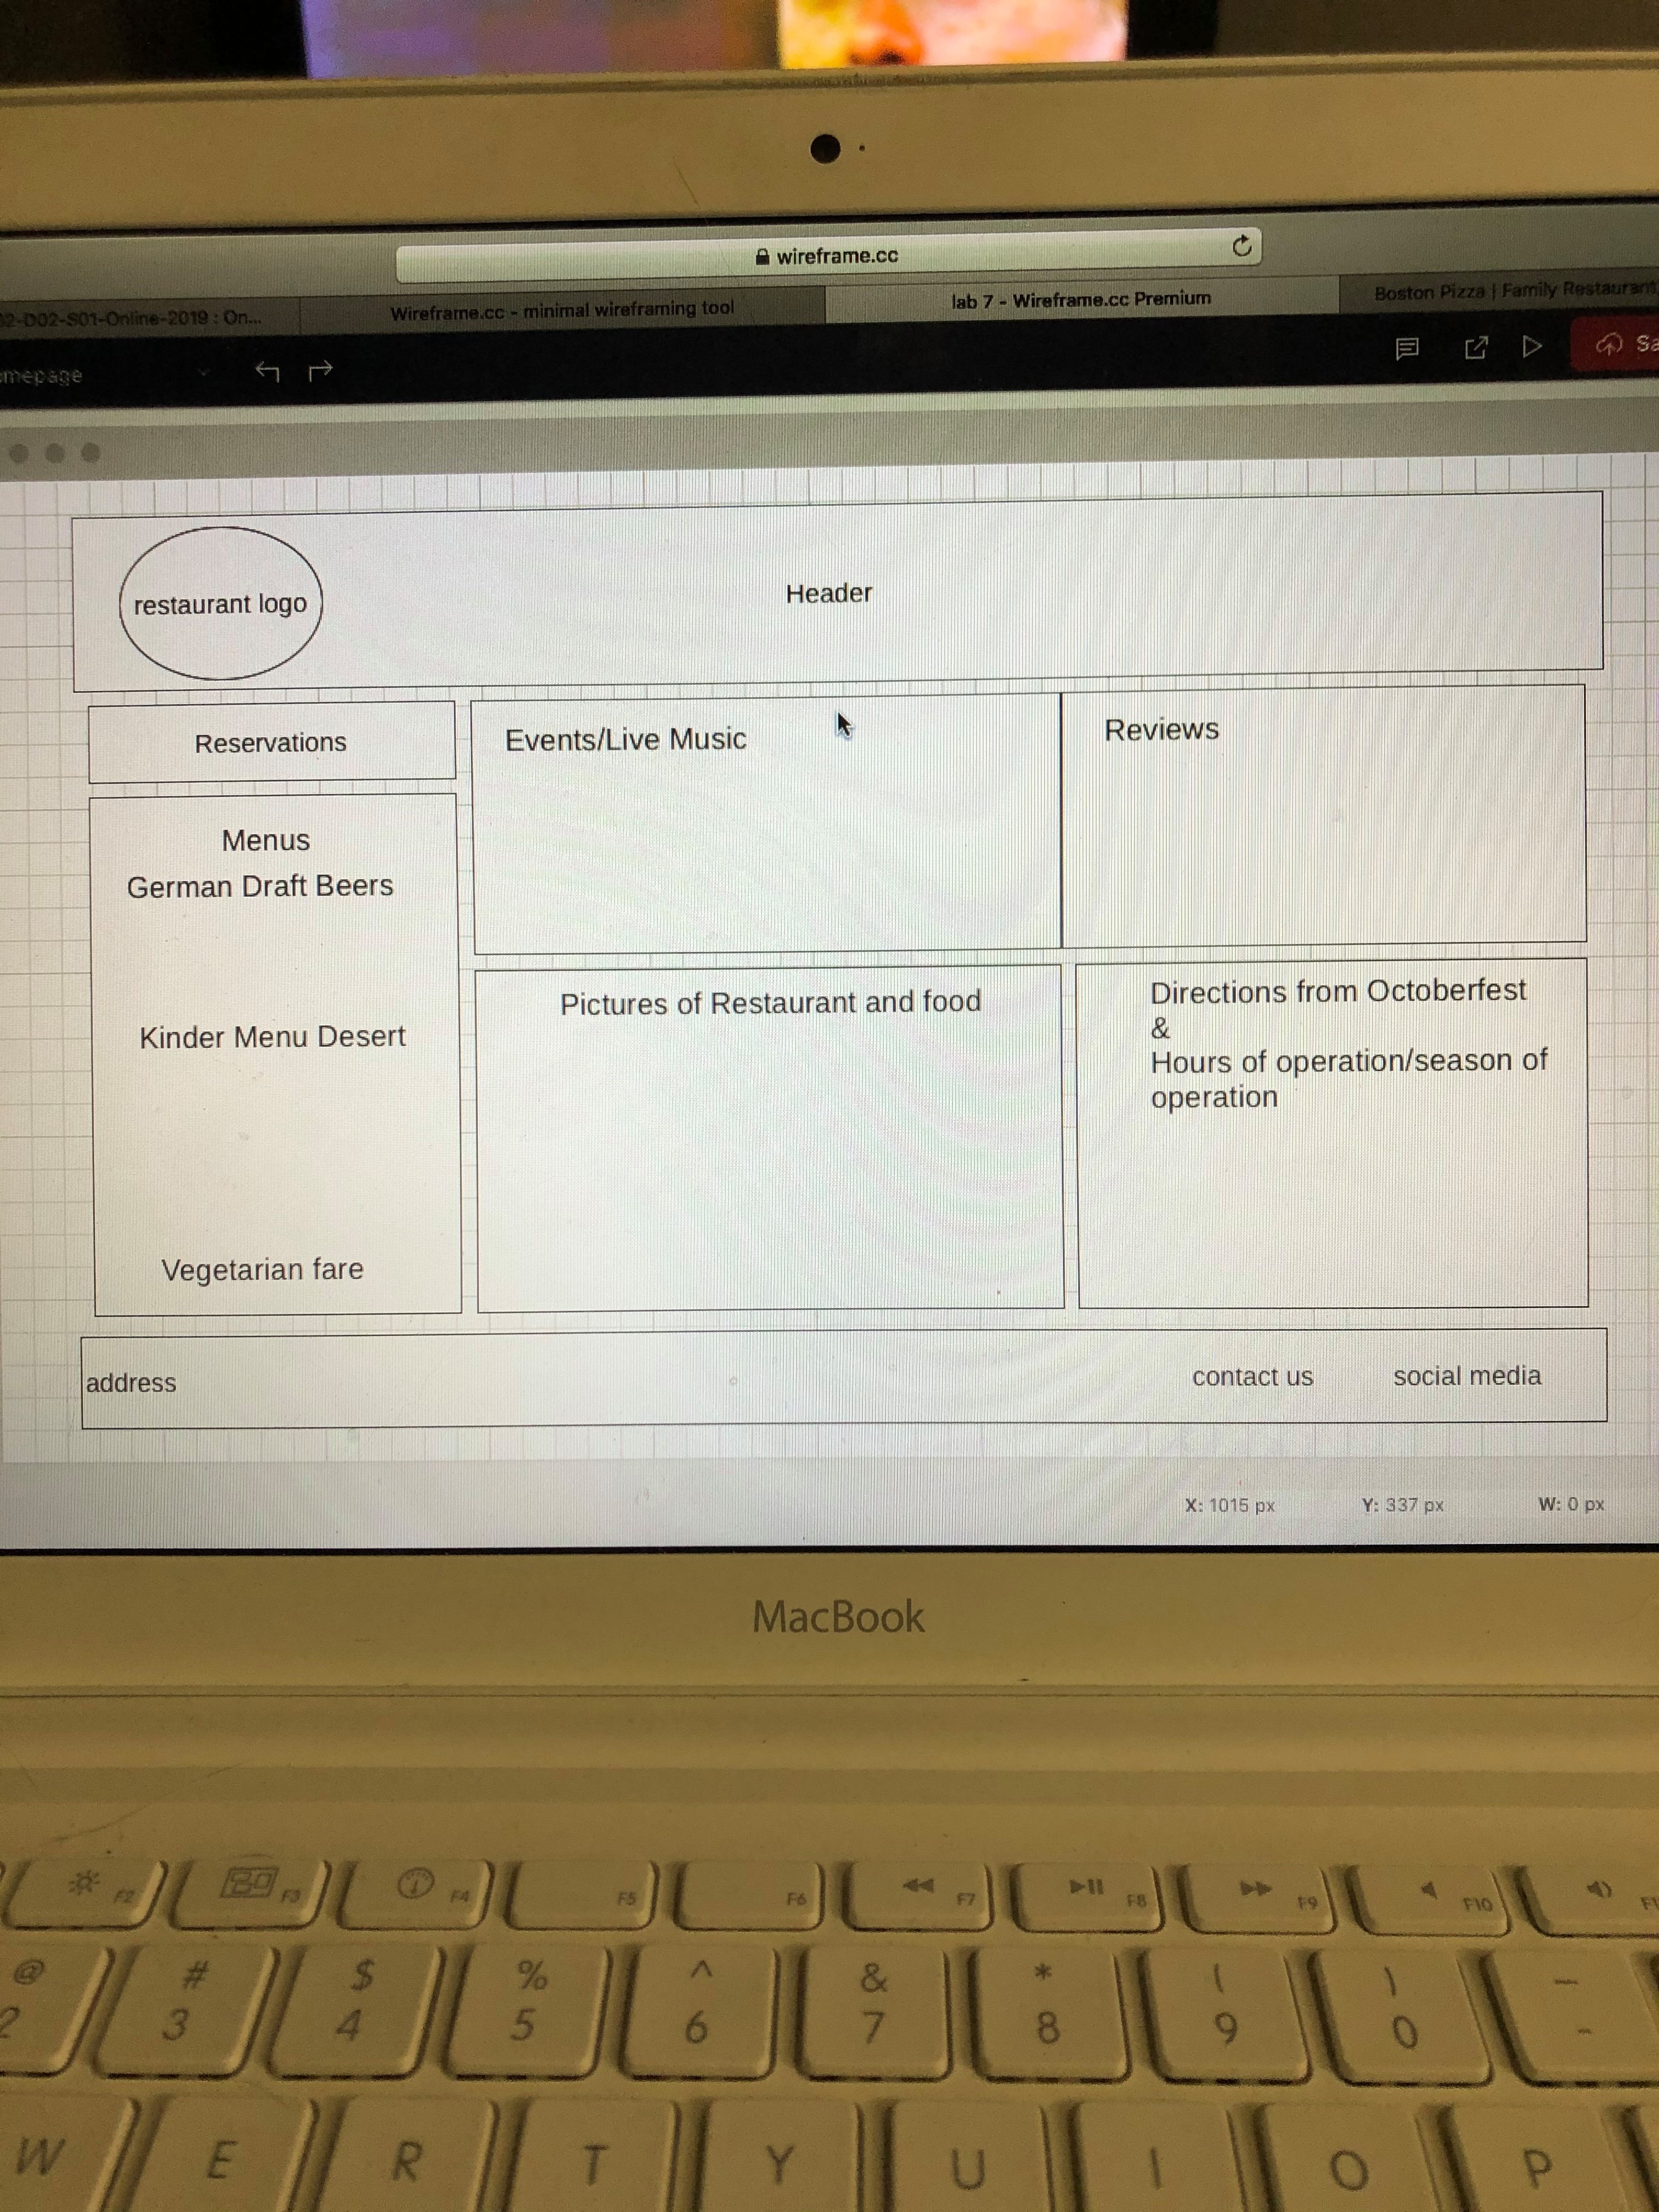 wireframe.cc
2-D02-S01-Online-2019 : On...
Wireframe.cc - minimal wireframing tool
lab 7 - Wireframe.cc Premium
Boston Pizza | Family Restaurant
mepage
Sa
restaurant logo
Header
Reservations
Events/Live Music
Reviews
Menus
German Draft Beers
Kinder Menu Desert
Vegetarian fare
Pictures of Restaurant and food
Directions from Octoberfest
&
Hours of operation/season of
operation
address
contact us
social media
X: 1015 px
Y: 337 px
W: 0 px
MacBook
F2
F3
F4
F5
F6
F7
F8
F9
F10
F1
@ # $ % ^ & * ( ) —
2 3 4 5 6 7 8 9 0 -
W E R T Y U I O P